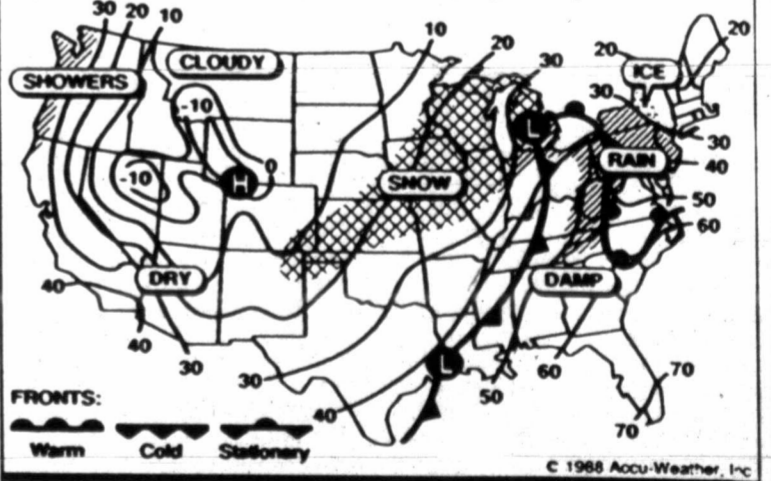 30 20 10
10
20
30
20
20
CLOUDY
ICE
SHOWERS
-10
30
L
30
RAIN
40
-10
H
0
SNOW
50
60
DRY
DAMP
40
40
30
L
30
40
50
60
70
70
FRONTS:
Warm Cold Stationery
© 1988 Accu-Weather, Inc